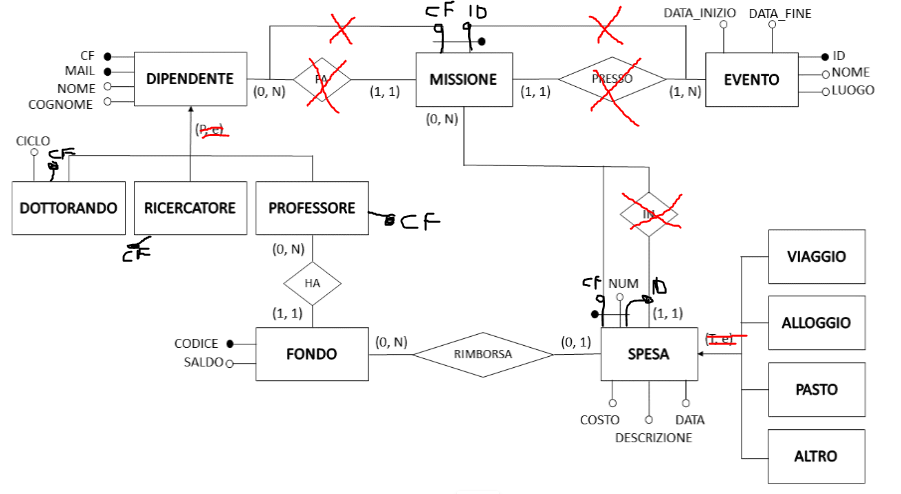 CF ID
DATA_INIZIO DATA_FINE
CF
MAIL
NOME
COGNOME
DIPENDENTE
(0, N)
FA
(1, 1)
MISSIONE
(1, 1)
PRESSO
(1, N)
EVENTO
ID
NOME
LUOGO
(0, N)
(P, e)
CICLO
CF
DOTTORANDO
RICERCATORE
PROFESSORE
CF
CF
IN
(0, N)
HA
(1, 1)
CF NUM ID
(1, 1)
VIAGGIO
ALLOGGIO
PASTO
ALTRO
(T, e)
CODICE
SALDO
FONDO
(0, N)
RIMBORSA
(0, 1)
SPESA
COSTO
DESCRIZIONE
DATA